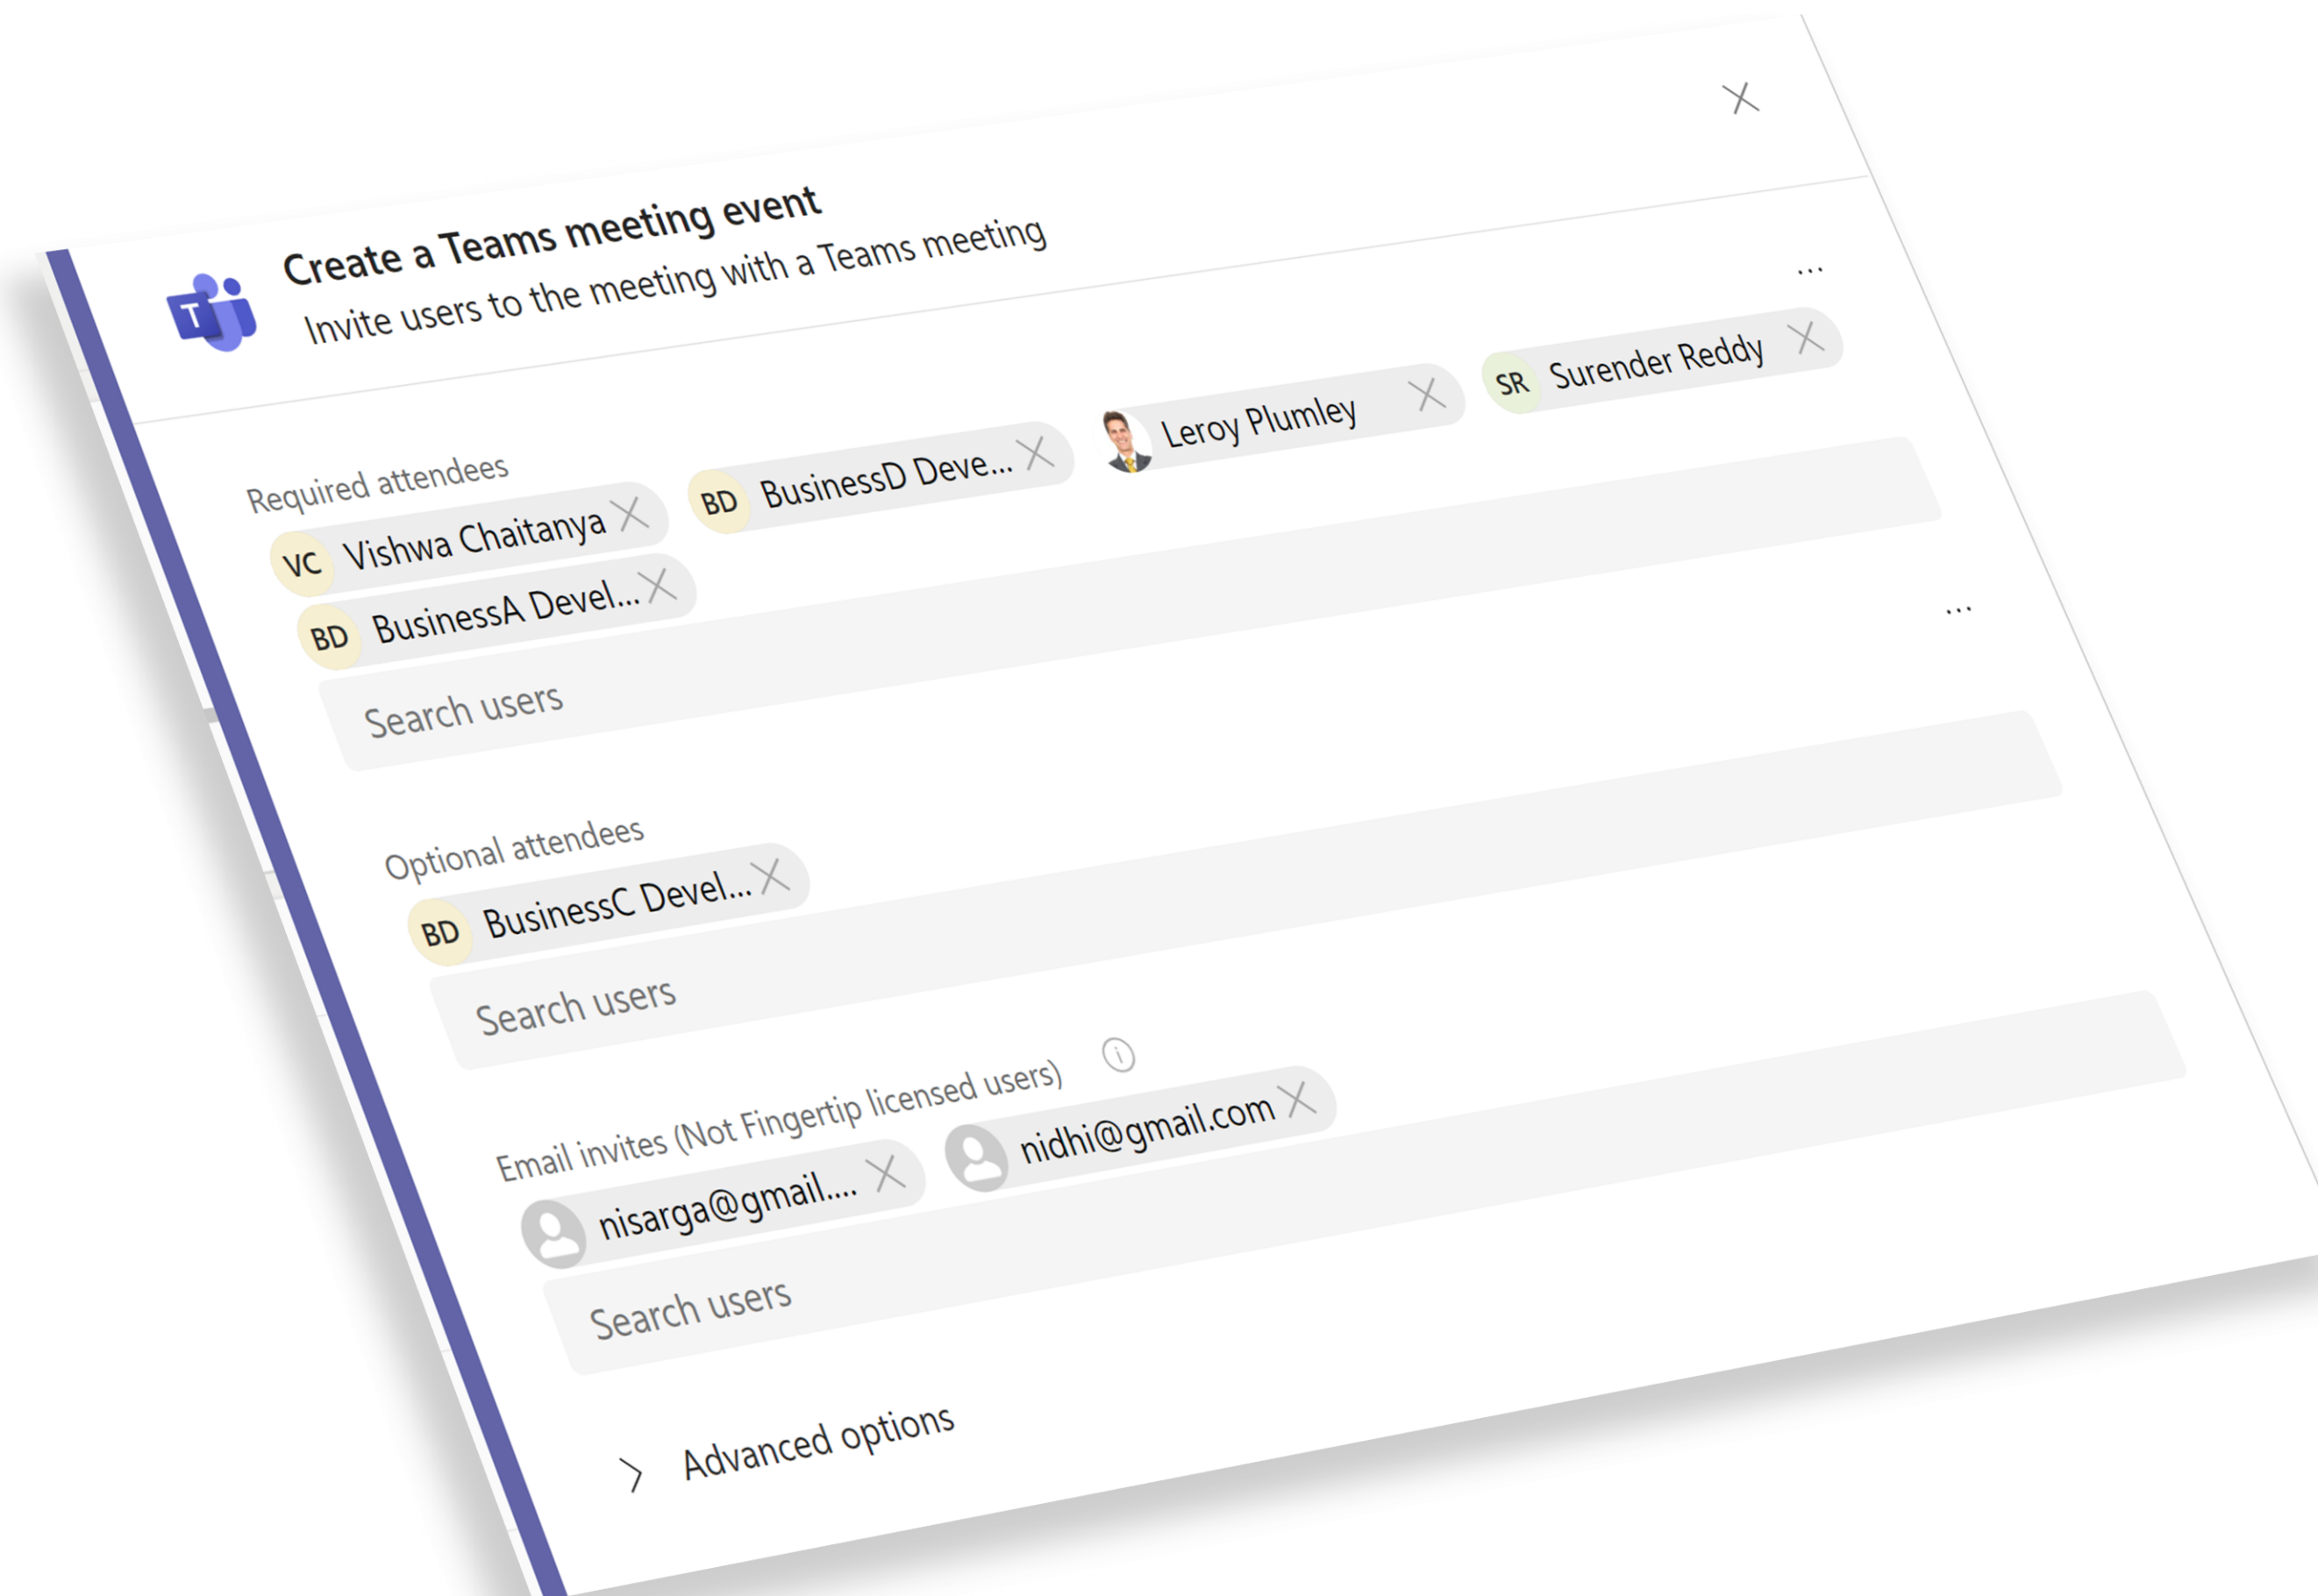 Create a Teams meeting event
T
Invite users to the meeting with a Teams meeting
...
Required attendees
VC Vishwa Chaitanya BD BusinessD Deve... Leroy Plumley SR Surender Reddy
BD BusinessA Devel...
Search users
...
Optional attendees
BD BusinessC Devel...
Search users
Email invites (Not Fingertip licensed users) i
nisarga@gmail.... nidhi@gmail.com
Search users
Advanced options